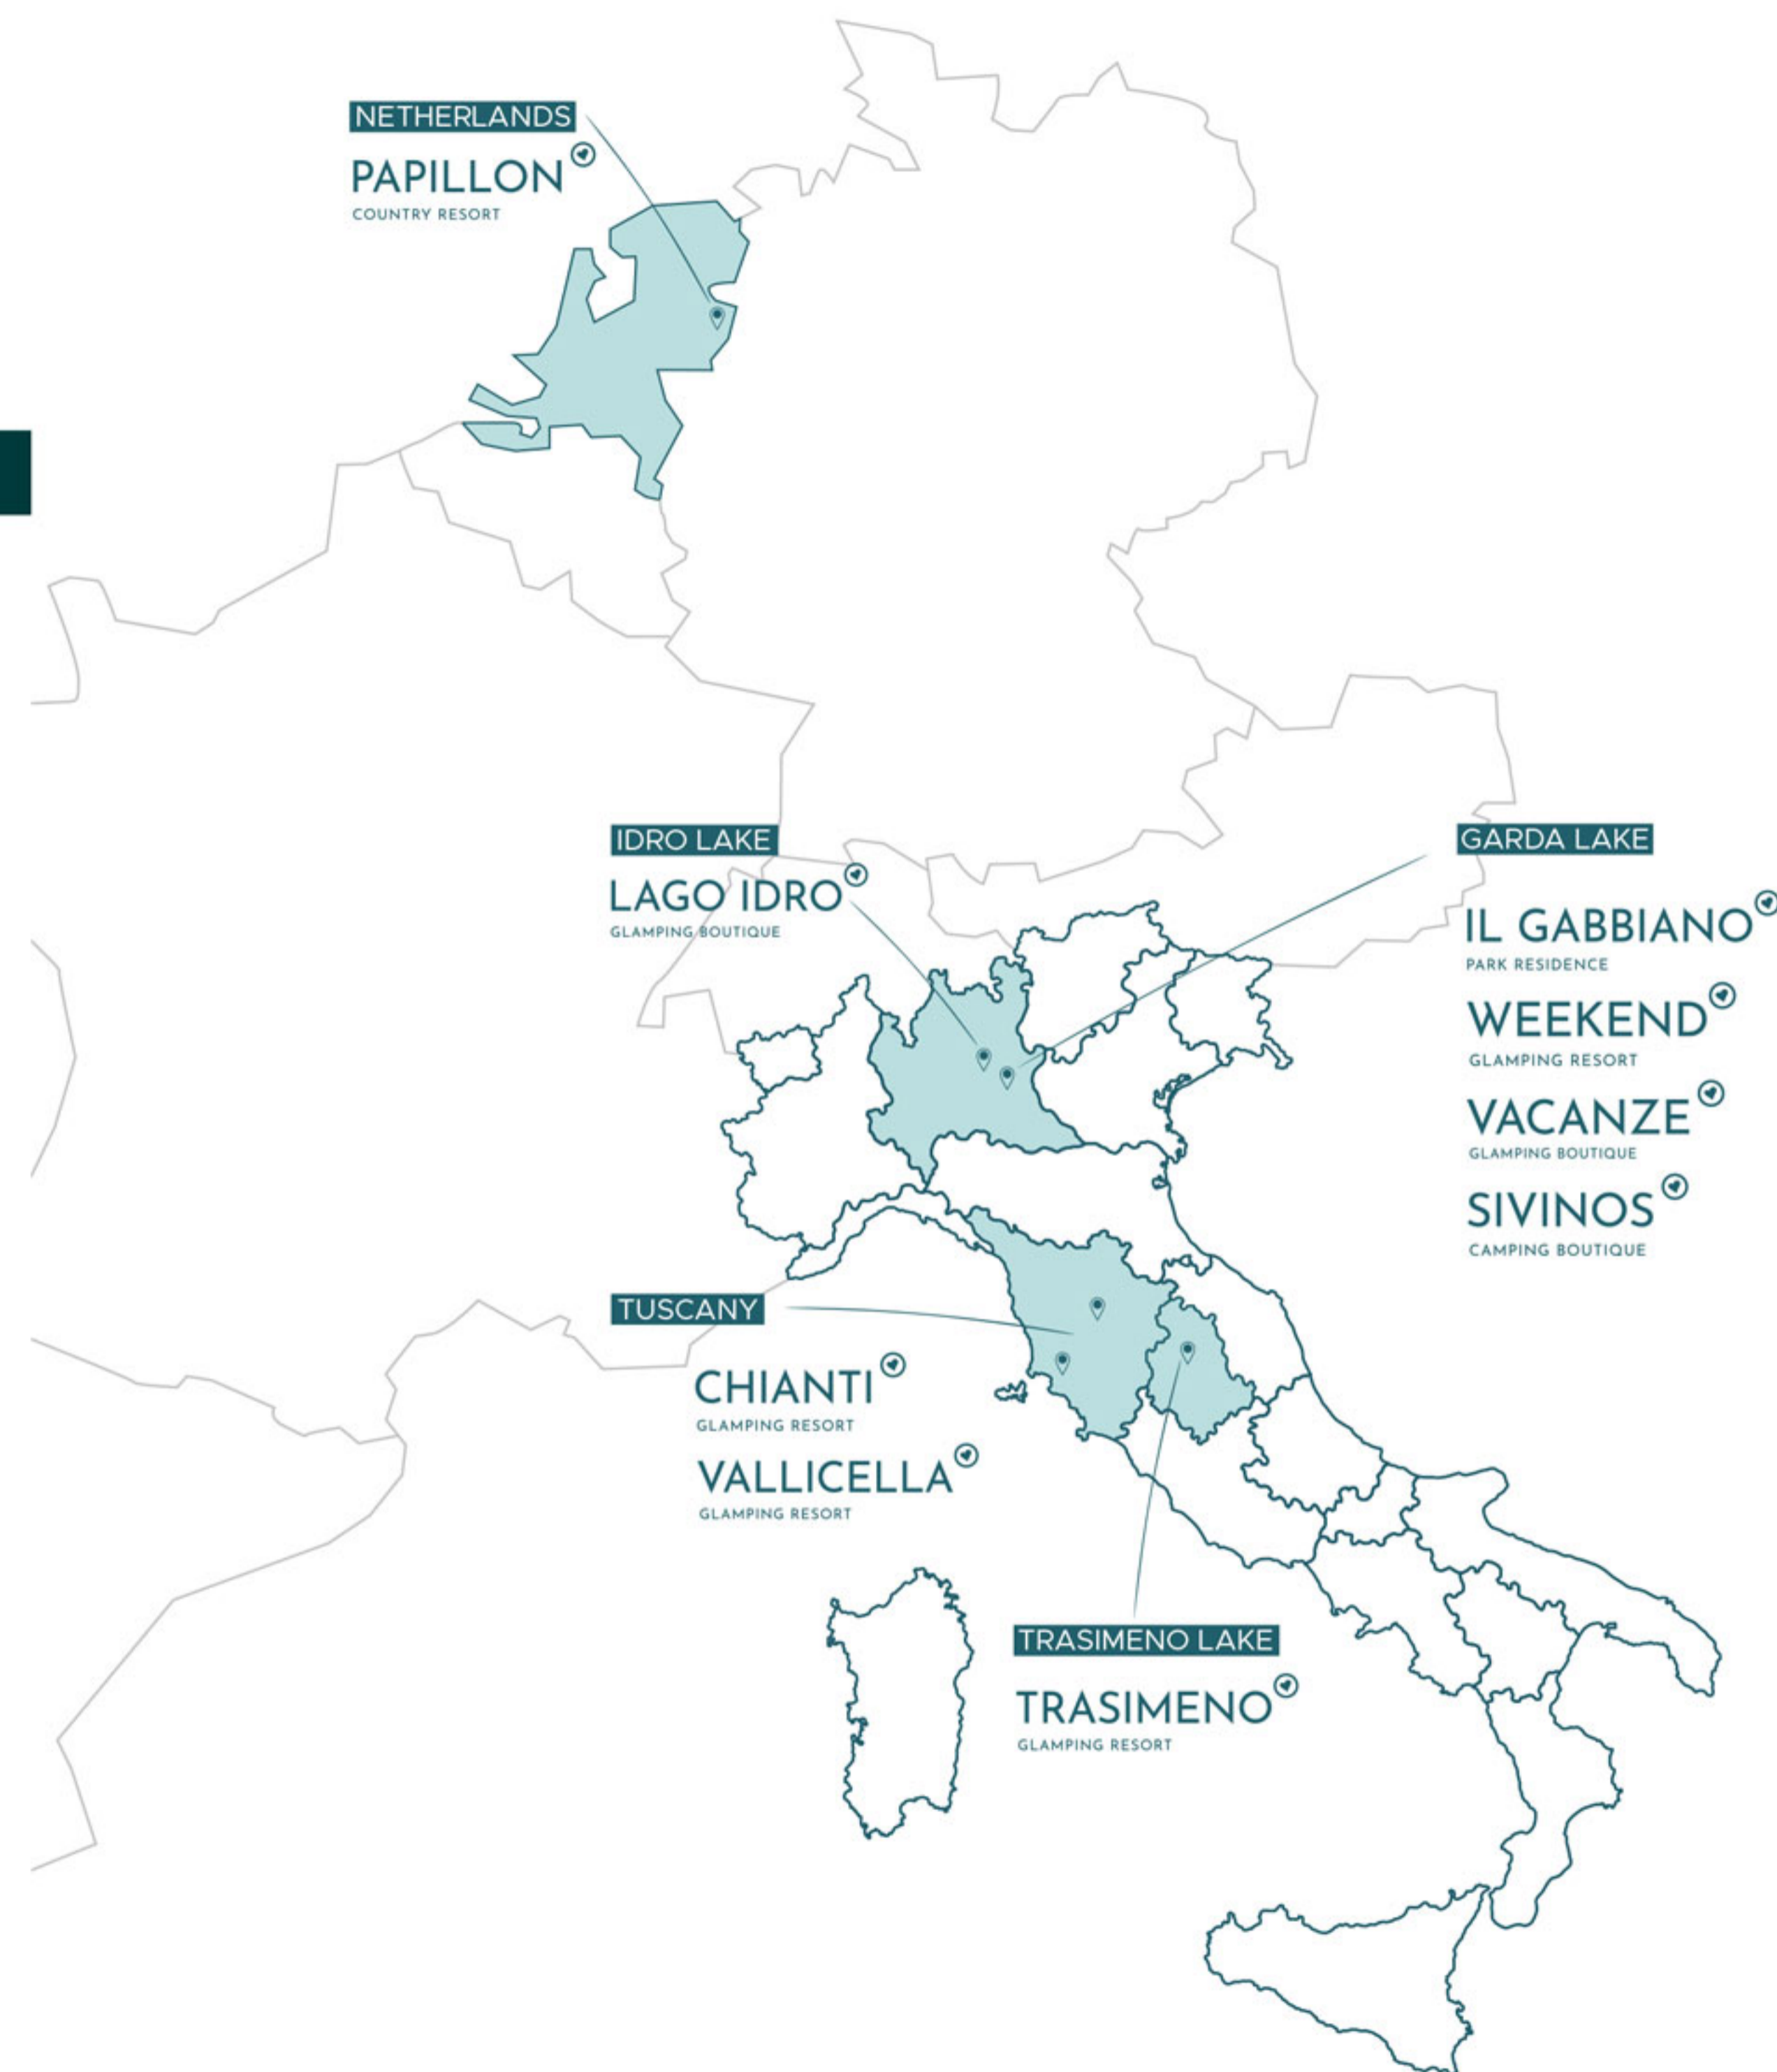 NETHERLANDS
PAPILLON
COUNTRY RESORT
IDRO LAKE
LAGO IDRO
GLAMPING BOUTIQUE
GARDA LAKE
IL GABBIANO
PARK RESIDENCE
WEEKEND
GLAMPING RESORT
VACANZE
GLAMPING BOUTIQUE
SIVINOS
CAMPING BOUTIQUE
TUSCANY
CHIANTI
GLAMPING RESORT
VALLICELLA
GLAMPING RESORT
TRASIMENO LAKE
TRASIMENO
GLAMPING RESORT